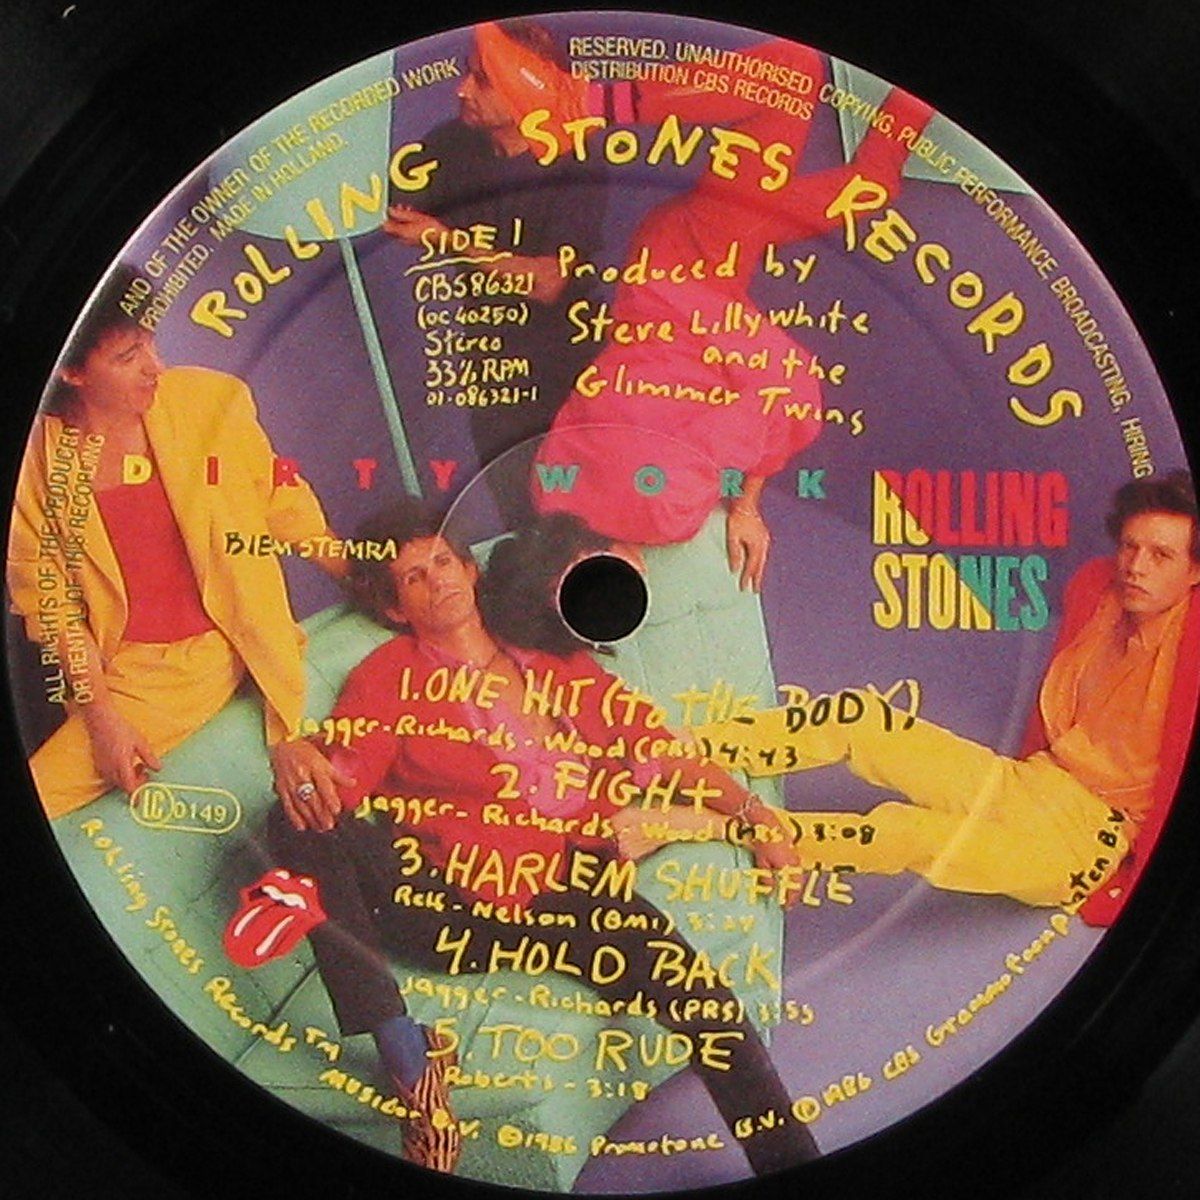 ALL RIGHTS OF THE PRODUCER AND OF THE OWNER OF THE RECORDED WORK RESERVED. UNAUTHORISED COPYING, PUBLIC PERFORMANCE, BROADCASTING, HIRING
OR RENTAL OF THIS RECORDING PROHIBITED. MADE IN HOLLAND. DISTRIBUTION CBS RECORDS
ROLLING STONES RECORDS
SIDE 1
CBS 86321
(OC 40250)
Stereo
33⅓ RPM
01-086321-1
Produced by
Steve Lillywhite
and the
Glimmer Twins
DIRTY WORK
ROLLING
STONES
BIEM STEMRA
1. ONE HIT (to tHE BODY)
Jagger-Richards-Wood (PRS) 4:43
2. FIGHt
Jagger-Richards-Wood (PRS) 3:08
3. HARLEM SHUFFLE
Relf-Nelson (BMI)
4. HOLD BACK
Jagger-Richards (PRS) 3:53
5. TOO RUDE
Roberts - 3:18
LC 0149
Rolling Stones Records TM Musidor B.V. ©1986 Promotone B.V. ℗1986 CBS Grammofoonplaten B.V.